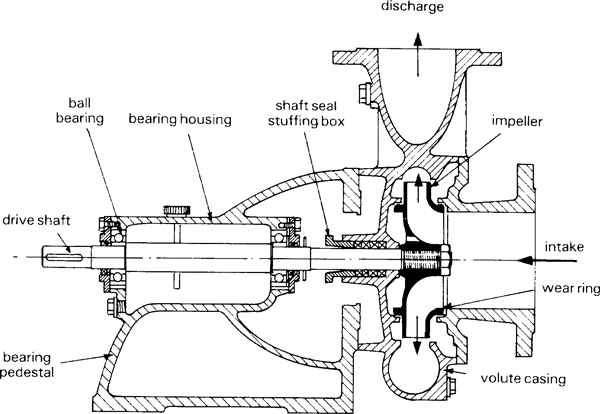 discharge
ball
bearing
bearing housing
shaft seal
stuffing box
impeller
drive shaft
intake
wear ring
bearing
pedestal
volute casing